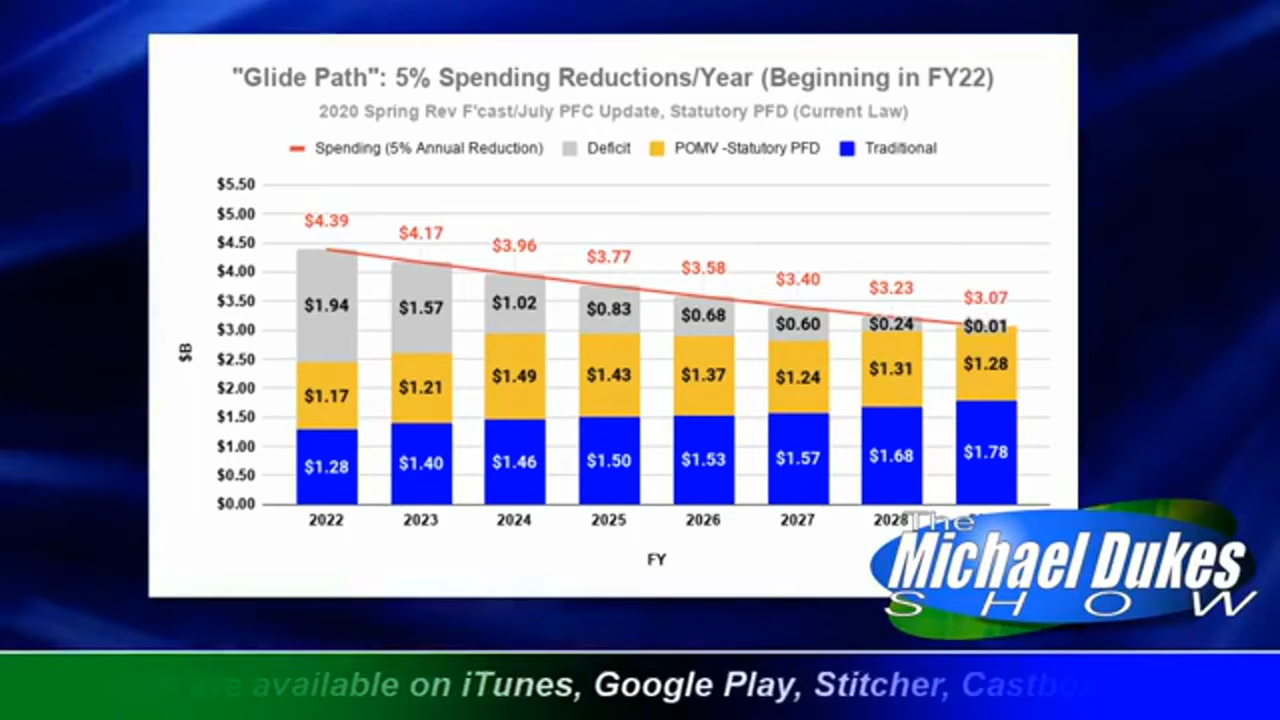 "Glide Path": 5% Spending Reductions/Year (Beginning in FY22)
2020 Spring Rev F'cast/July PFC Update, Statutory PFD (Current Law)
Spending (5% Annual Reduction) Deficit POMV -Statutory PFD Traditional
$5.50
$5.00
$4.50
$4.00
$3.50
$3.00
$2.50
$2.00
$1.50
$1.00
$0.50
$0.00
$B
$4.39 $4.17 $3.96 $3.77 $3.58 $3.40 $3.23 $3.07
$1.94 $1.57 $1.02 $0.83 $0.68 $0.60 $0.24 $0.01
$1.17 $1.21 $1.49 $1.43 $1.37 $1.24 $1.31 $1.28
$1.28 $1.40 $1.46 $1.50 $1.53 $1.57 $1.68 $1.78
2022 2023 2024 2025 2026 2027 2028
FY
The
Michael Dukes
SHOW
are available on iTunes, Google Play, Stitcher, Castbox